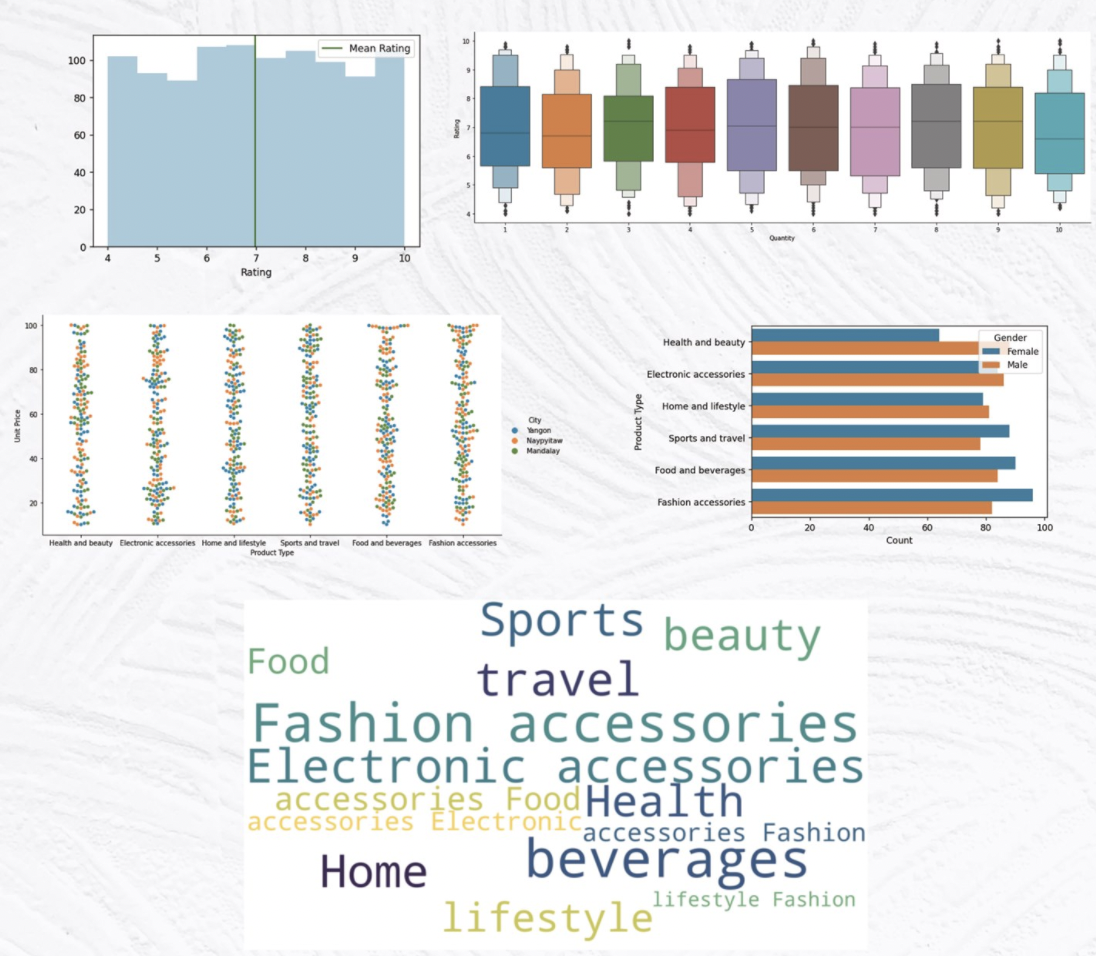 Mean Rating
100
80
60
40
20
0
4 5 6 7 8 9 10
Rating
10
9
8
7
6
5
4
Rating
1 2 3 4 5 6 7 8 9 10
Quantity
100
80
60
40
20
Unit Price
Health and beauty Electronic accessories Home and lifestyle Sports and travel Food and beverages Fashion accessories
Product Type
City
Yangon
Naypyitaw
Mandalay
Product Type
Health and beauty
Electronic accessories
Home and lifestyle
Sports and travel
Food and beverages
Fashion accessories
0 20 40 60 80 100
Count
Gender
Female
Male
Sports
beauty
Food
travel
Fashion accessories
Electronic accessories
accessories Food
Health
accessories Electronic
accessories Fashion
beverages
Home
lifestyle Fashion
lifestyle